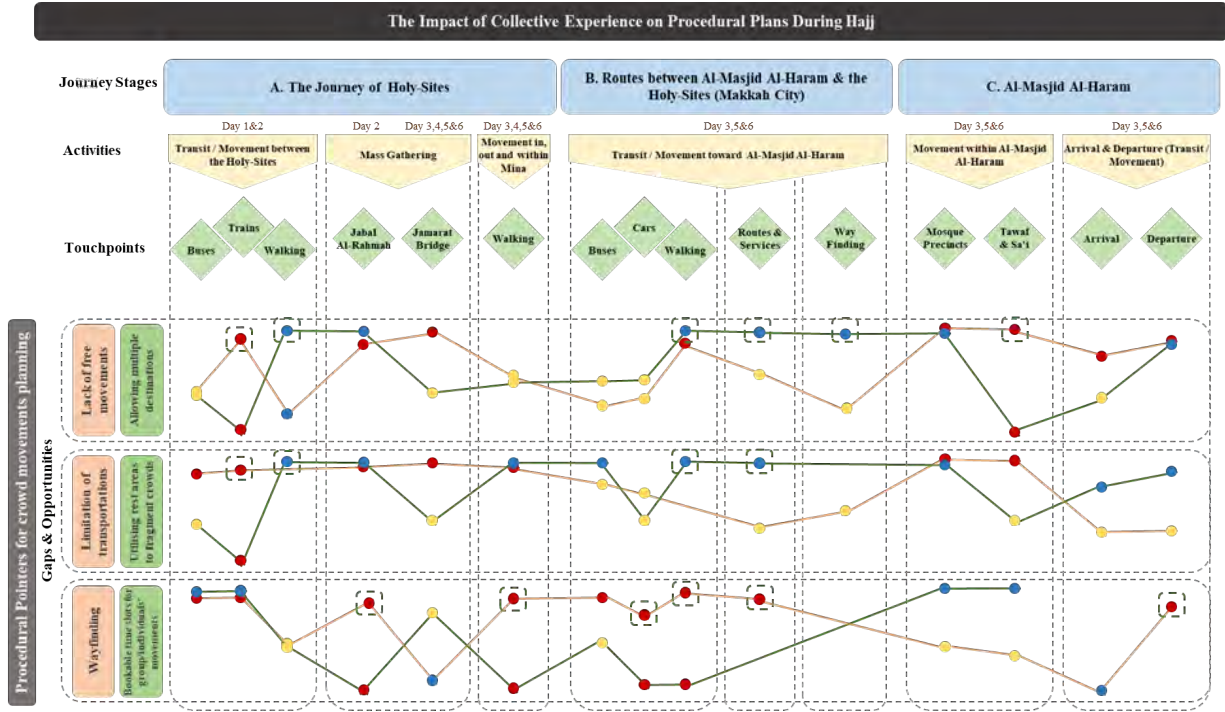 The Impact of Collective Experience on Procedural Plans During Hajj
Journey Stages
A. The Journey of Holy-Sites
B. Routes between Al-Masjid Al-Haram & the
Holy-Sites (Makkah City)
C. Al-Masjid Al-Haram
Day 1&2
Day 2
Day 3,4,5&6
Day 3,4,5&6
Day 3,5&6
Day 3,5&6
Day 3,5&6
Activities
Transit / Movement between
the Holy-Sites
Mass Gathering
Movement in,
out and within
Mina
Transit / Movement toward Al-Masjid Al-Haram
Movement within Al-Masjid
Al-Haram
Arrival & Departure (Transit /
Movement)
Touchpoints
Buses
Trains
Walking
Jabal
Al-Rahmah
Jamarat
Bridge
Walking
Buses
Cars
Walking
Routes &
Services
Way
Finding
Mosque
Precincts
Tawaf
& Sa'i
Arrival
Departure
Procedural Pointers for crowd movements planning
Gaps & Opportunities
Lack of free
movements
Allowing multiple
destinations
Limitation of
transportations
Utilising rest areas
to fragment crowds
Wayfinding
Bookable time slots for
group/individuals'
movements